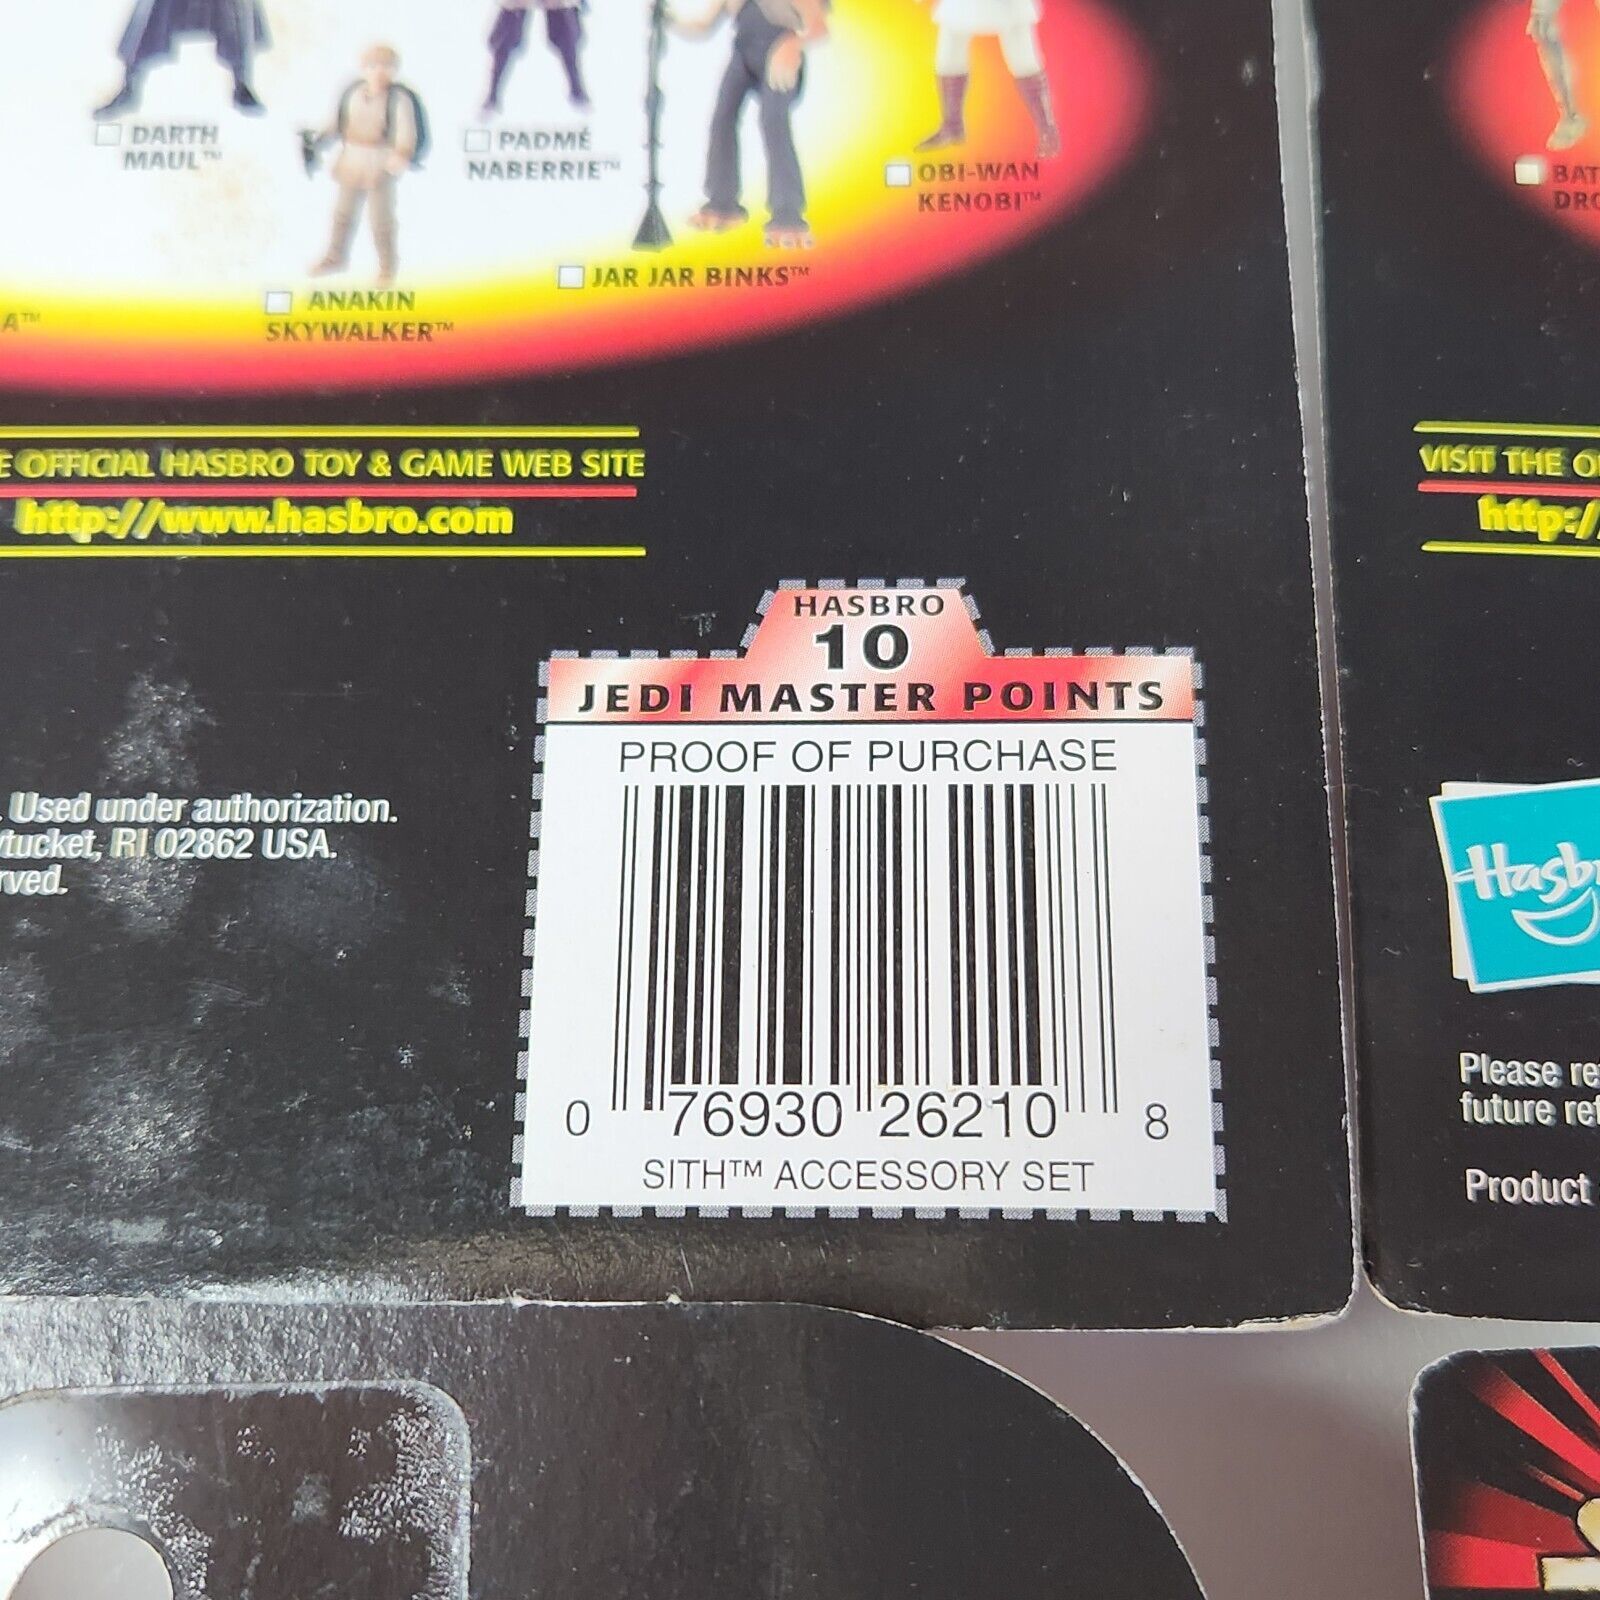 DARTH
MAUL™
PADMÉ
NABERRIE™
OBI-WAN
KENOBI™
JAR JAR BINKS™
ANAKIN
SKYWALKER™
A™
OFFICIAL HASBRO TOY & GAME WEB SITE
http://www.hasbro.com
Used under authorization.
RI 02862 USA.
HASBRO
10
JEDI MASTER POINTS
PROOF OF PURCHASE
0 76930 26210 8
SITH™ ACCESSORY SET
VISIT THE
http:/
Please
future
Product